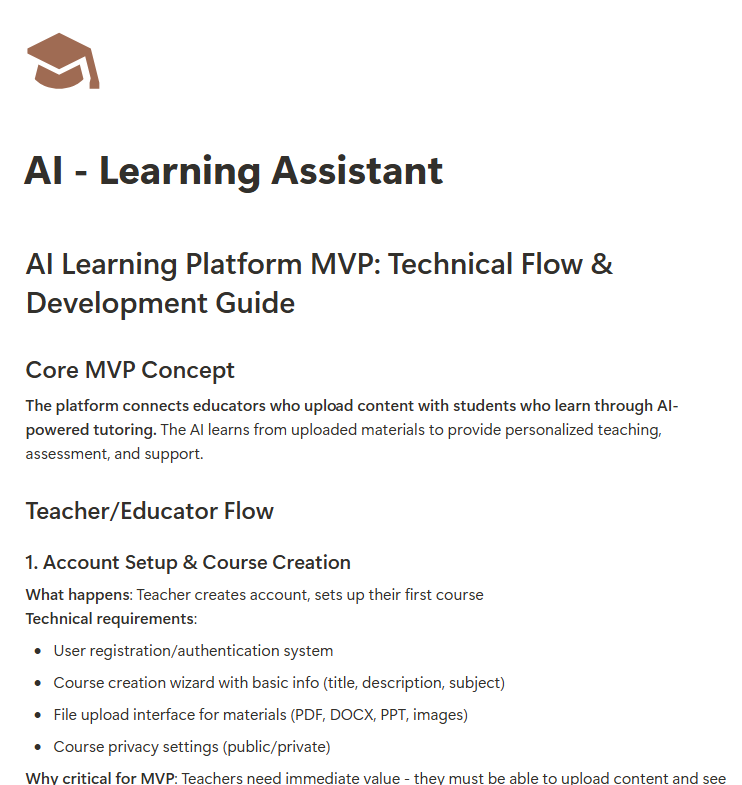 AI - Learning Assistant
AI Learning Platform MVP: Technical Flow &
Development Guide
Core MVP Concept
The platform connects educators who upload content with students who learn through AI-
powered tutoring. The AI learns from uploaded materials to provide personalized teaching,
assessment, and support.
Teacher/Educator Flow
1. Account Setup & Course Creation
What happens: Teacher creates account, sets up their first course
Technical requirements:
• User registration/authentication system
• Course creation wizard with basic info (title, description, subject)
• File upload interface for materials (PDF, DOCX, PPT, images)
• Course privacy settings (public/private)
Why critical for MVP: Teachers need immediate value - they must be able to upload content and see